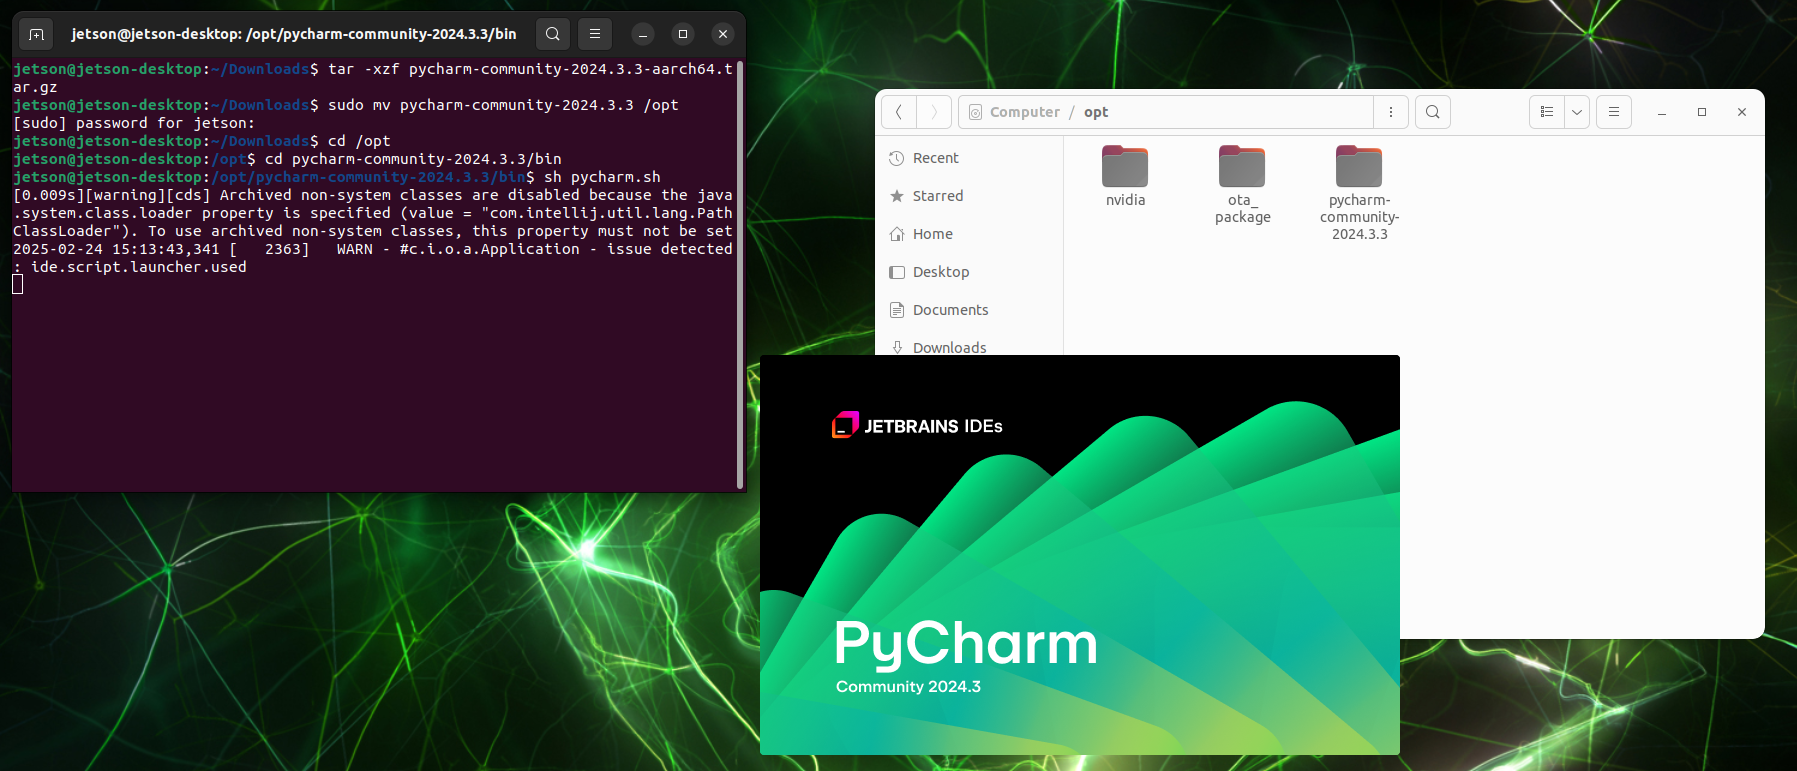 jetson@jetson-desktop: /opt/pycharm-community-2024.3.3/bin
jetson@jetson-desktop:~/Downloads$ tar -xzf pycharm-community-2024.3.3-aarch64.t
ar.gz
jetson@jetson-desktop:~/Downloads$ sudo mv pycharm-community-2024.3.3 /opt
[sudo] password for jetson:
jetson@jetson-desktop:~/Downloads$ cd /opt
jetson@jetson-desktop:/opt$ cd pycharm-community-2024.3.3/bin
jetson@jetson-desktop:/opt/pycharm-community-2024.3.3/bin$ sh pycharm.sh
[0.009s][warning][cds] Archived non-system classes are disabled because the java
.system.class.loader property is specified (value = "com.intellij.util.lang.Path
ClassLoader"). To use archived non-system classes, this property must not be set
2025-02-24 15:13:43,341 [   2363]   WARN - #c.i.o.a.Application - issue detected
: ide.script.launcher.used
Computer / opt
Recent
Starred
Home
Desktop
Documents
Downloads
nvidia
ota_
package
pycharm-
community-
2024.3.3
JETBRAINS IDEs
PyCharm
Community 2024.3